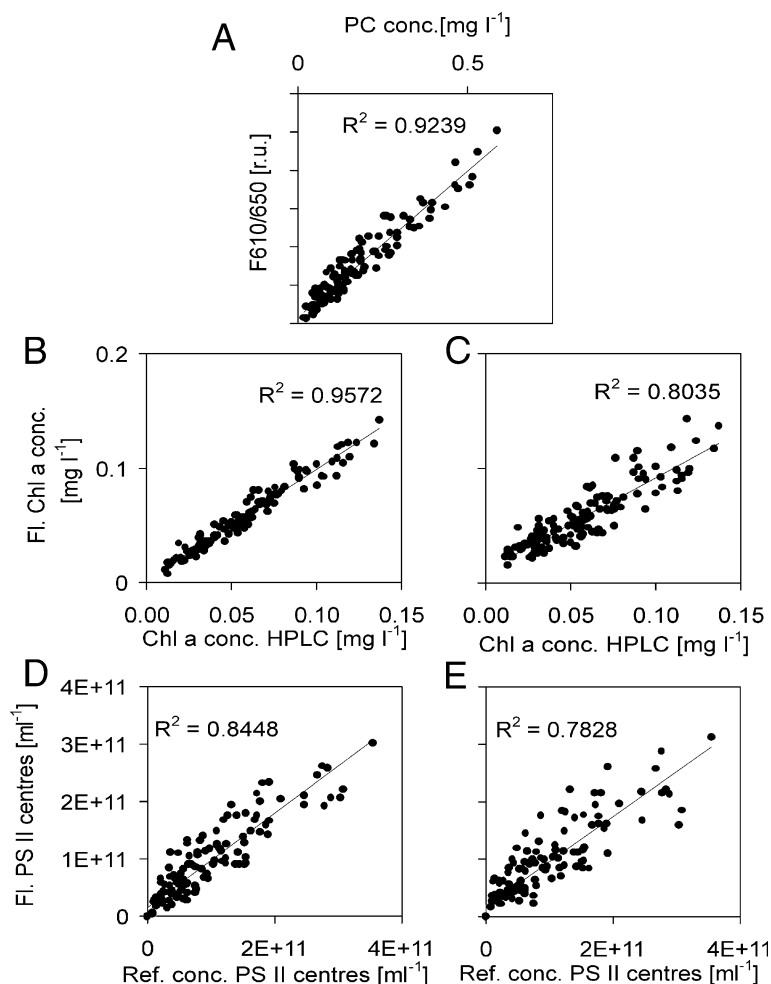 A
PC conc.[mg l⁻¹]
0 0.5
R² = 0.9239
F610/650 [r.u.]
B
0.2
0.1
0
R² = 0.9572
Fl. Chl a conc.
[mg l⁻¹]
0.00 0.05 0.10 0.15
Chl a conc. HPLC [mg l⁻¹]
C
R² = 0.8035
0.00 0.05 0.10 0.15
Chl a conc. HPLC [mg l⁻¹]
D
4E+11
3E+11
2E+11
1E+11
0
R² = 0.8448
Fl. PS II centres [ml⁻¹]
0 2E+11 4E+11
Ref. conc. PS II centres [ml⁻¹]
E
R² = 0.7828
0 2E+11 4E+11
Ref. conc. PS II centres [ml⁻¹]